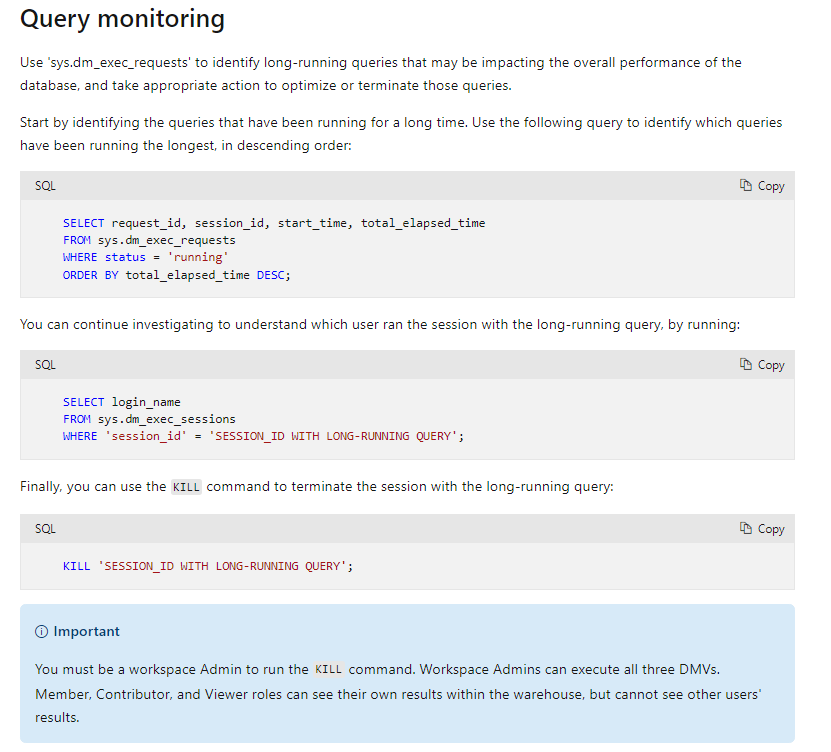 Query monitoring
Use 'sys.dm_exec_requests' to identify long-running queries that may be impacting the overall performance of the
database, and take appropriate action to optimize or terminate those queries.
Start by identifying the queries that have been running for a long time. Use the following query to identify which queries
have been running the longest, in descending order:
SQL Copy
SELECT request_id, session_id, start_time, total_elapsed_time
FROM sys.dm_exec_requests
WHERE status = 'running'
ORDER BY total_elapsed_time DESC;
You can continue investigating to understand which user ran the session with the long-running query, by running:
SQL Copy
SELECT login_name
FROM sys.dm_exec_sessions
WHERE 'session_id' = 'SESSION_ID WITH LONG-RUNNING QUERY';
Finally, you can use the KILL command to terminate the session with the long-running query:
SQL Copy
KILL 'SESSION_ID WITH LONG-RUNNING QUERY';
Important
You must be a workspace Admin to run the KILL command. Workspace Admins can execute all three DMVs.
Member, Contributor, and Viewer roles can see their own results within the warehouse, but cannot see other users'
results.